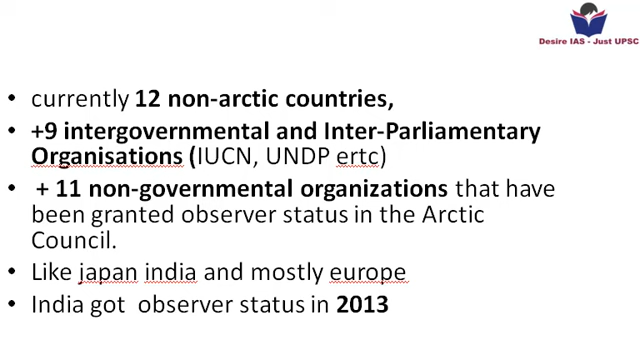 Desire IAS - Just UPSC
• currently 12 non-arctic countries,
• +9 intergovernmental and Inter-Parliamentary
Organisations (IUCN, UNDP ertc)
• + 11 non-governmental organizations that have
been granted observer status in the Arctic
Council.
• Like japan india and mostly europe
• India got observer status in 2013